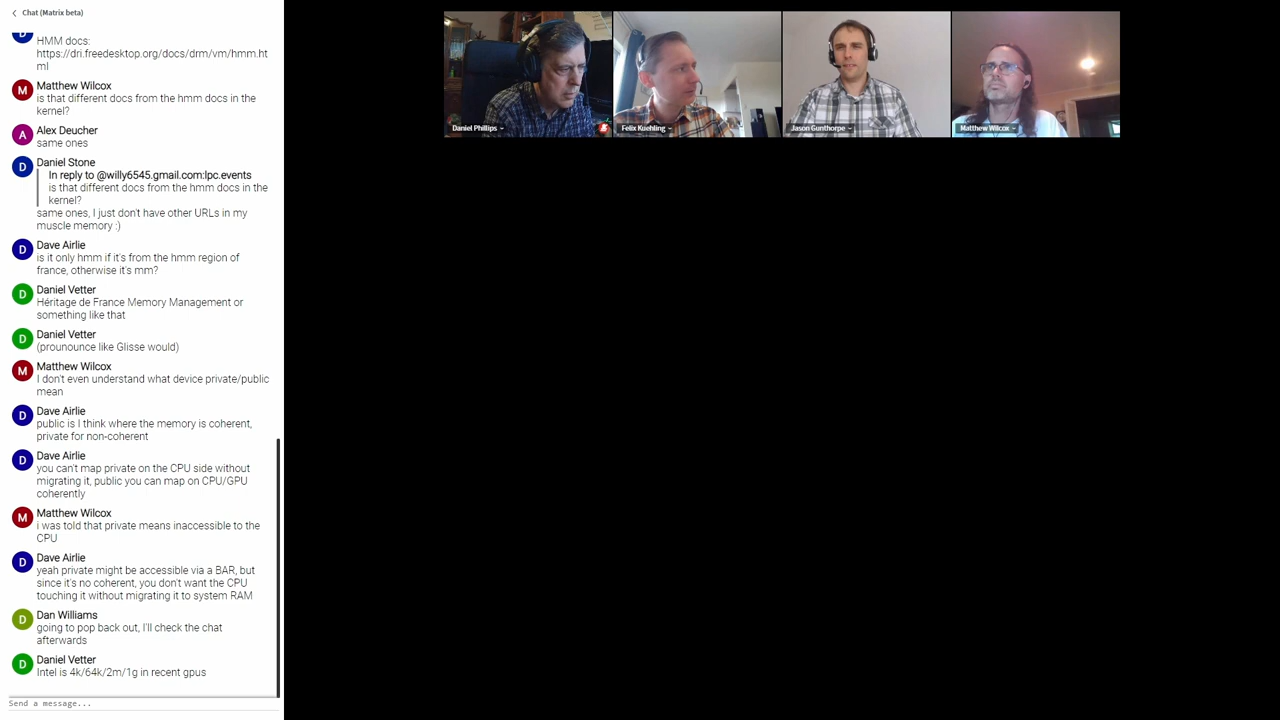 Chat (Matrix beta)
HMM docs:
https://dri.freedesktop.org/docs/drm/vm/hmm.ht
ml
Matthew Wilcox
is that different docs from the hmm docs in the
kernel?
Alex Deucher
same ones
Daniel Stone
In reply to @willy6545.gmail.com:lpc.events
is that different docs from the hmm docs in the
kernel?
same ones, I just don't have other URLs in my
muscle memory :)
Dave Airlie
is it only hmm if it's from the hmm region of
france, otherwise it's mm?
Daniel Vetter
Héritage de France Memory Management or
something like that
Daniel Vetter
(prounounce like Glisse would)
Matthew Wilcox
I don't even understand what device private/public
mean
Dave Airlie
public is I think where the memory is coherent,
private for non-coherent
Dave Airlie
you can't map private on the CPU side without
migrating it, public you can map on CPU/GPU
coherently
Matthew Wilcox
i was told that private means inaccessible to the
CPU
Dave Airlie
yeah private might be accessible via a BAR, but
since it's no coherent, you don't want the CPU
touching it without migrating it to system RAM
Dan Williams
going to pop back out, I'll check the chat
afterwards
Daniel Vetter
Intel is 4k/64k/2m/1g in recent gpus
Send a message...
Daniel Phillips
Felix Kuehling
Jason Gunthorpe
Matthew Wilcox